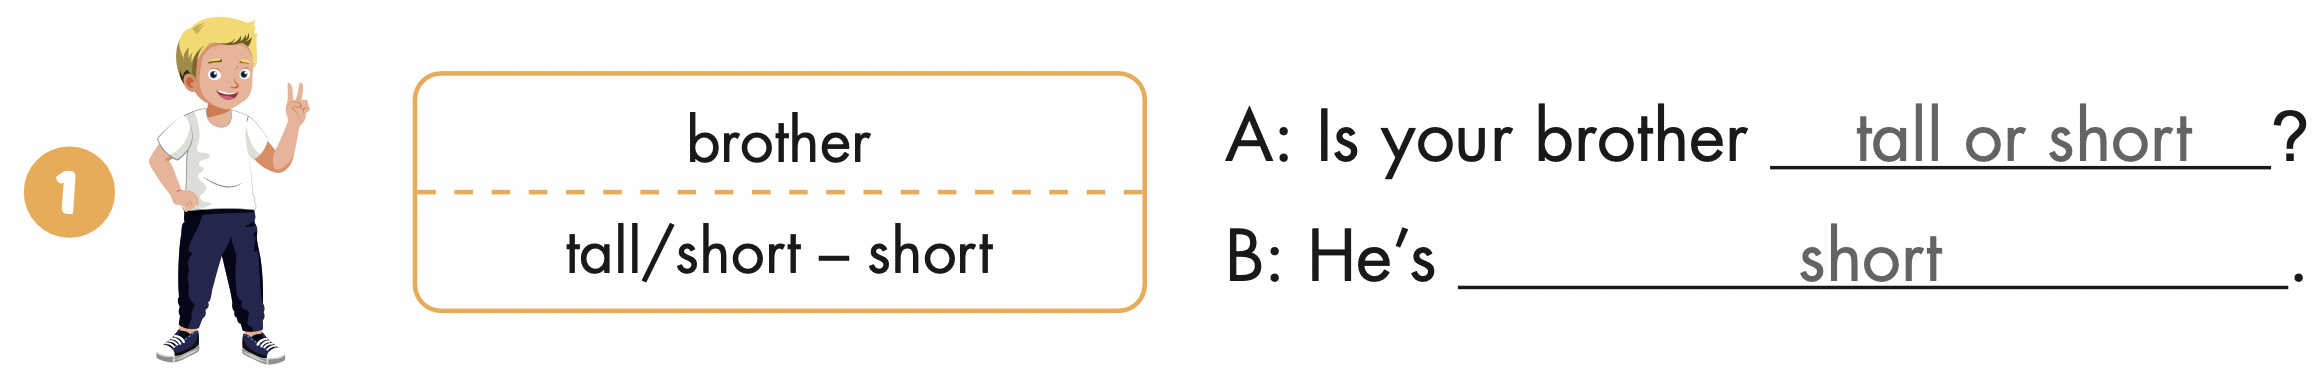 1
brother
tall/short – short
A: Is your brother tall or short?
B: He’s short.